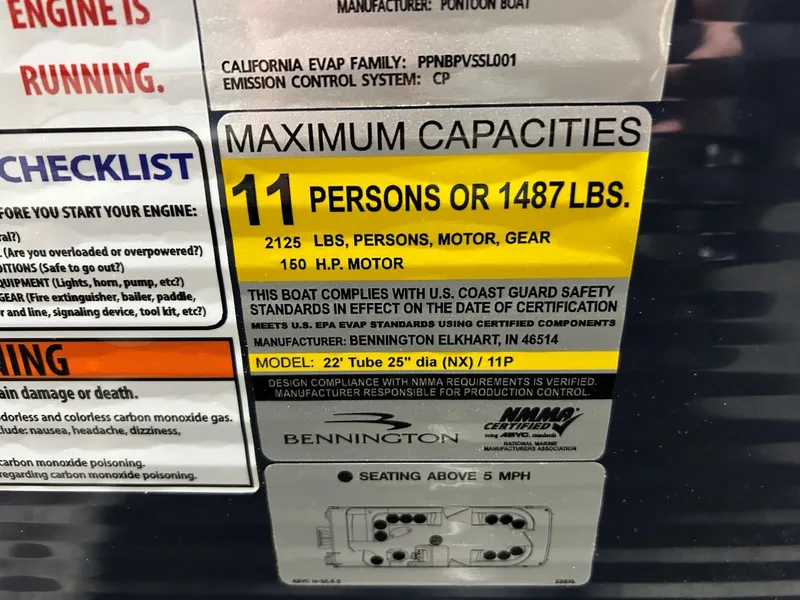 ENGINE IS
RUNNING.
MANUFACTURER: PONTOON BOAT
CALIFORNIA EVAP FAMILY: PPNBPVSSL001
EMISSION CONTROL SYSTEM: CP
CHECKLIST
FORE YOU START YOUR ENGINE:
ral?)
(Are you overloaded or overpowered?)
ITIONS (Safe to go out?)
QUIPMENT (Lights, horn, pump, etc?)
GEAR (Fire extinguisher, bailer, paddle,
r and line, signaling device, tool kit, etc?)
NING
ain damage or death.
dorless and colorless carbon monoxide gas.
lude: nausea, headache, dizziness,
carbon monoxide poisoning.
regarding carbon monoxide poisoning.
MAXIMUM CAPACITIES
11 PERSONS OR 1487 LBS.
2125 LBS, PERSONS, MOTOR, GEAR
150 H.P. MOTOR
THIS BOAT COMPLIES WITH U.S. COAST GUARD SAFETY
STANDARDS IN EFFECT ON THE DATE OF CERTIFICATION
MEETS U.S. EPA EVAP STANDARDS USING CERTIFIED COMPONENTS
MANUFACTURER: BENNINGTON ELKHART, IN 46514
MODEL: 22' Tube 25" dia (NX) / 11P
DESIGN COMPLIANCE WITH NMMA REQUIREMENTS IS VERIFIED.
MANUFACTURER RESPONSIBLE FOR PRODUCTION CONTROL.
BENNINGTON
NMMA
CERTIFIED
using ABYC. standards
NATIONAL MARINE
MANUFACTURERS ASSOCIATION
SEATING ABOVE 5 MPH